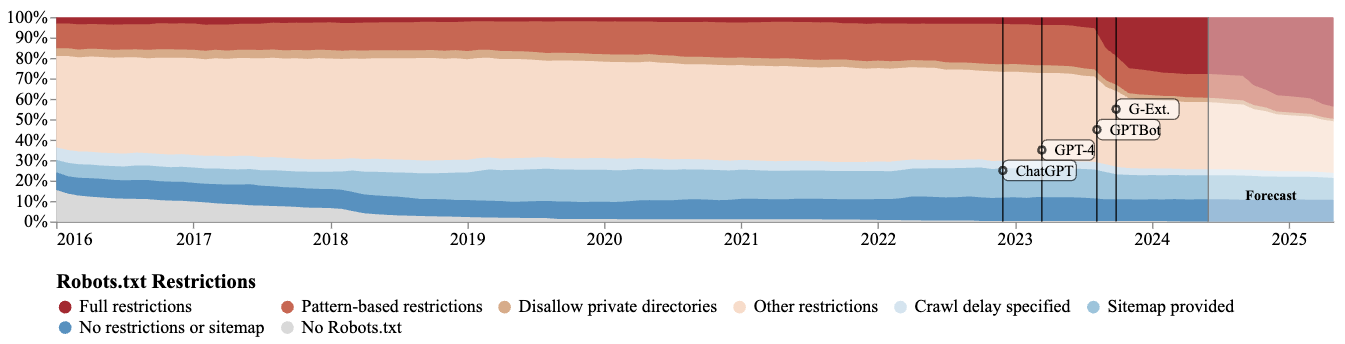 100%
90%
80%
70%
60%
50%
40%
30%
20%
10%
0%
G-Ext.
GPTBot
GPT-4
ChatGPT
Forecast
2016 2017 2018 2019 2020 2021 2022 2023 2024 2025
Robots.txt Restrictions
Full restrictions Pattern-based restrictions Disallow private directories Other restrictions Crawl delay specified Sitemap provided
No restrictions or sitemap No Robots.txt